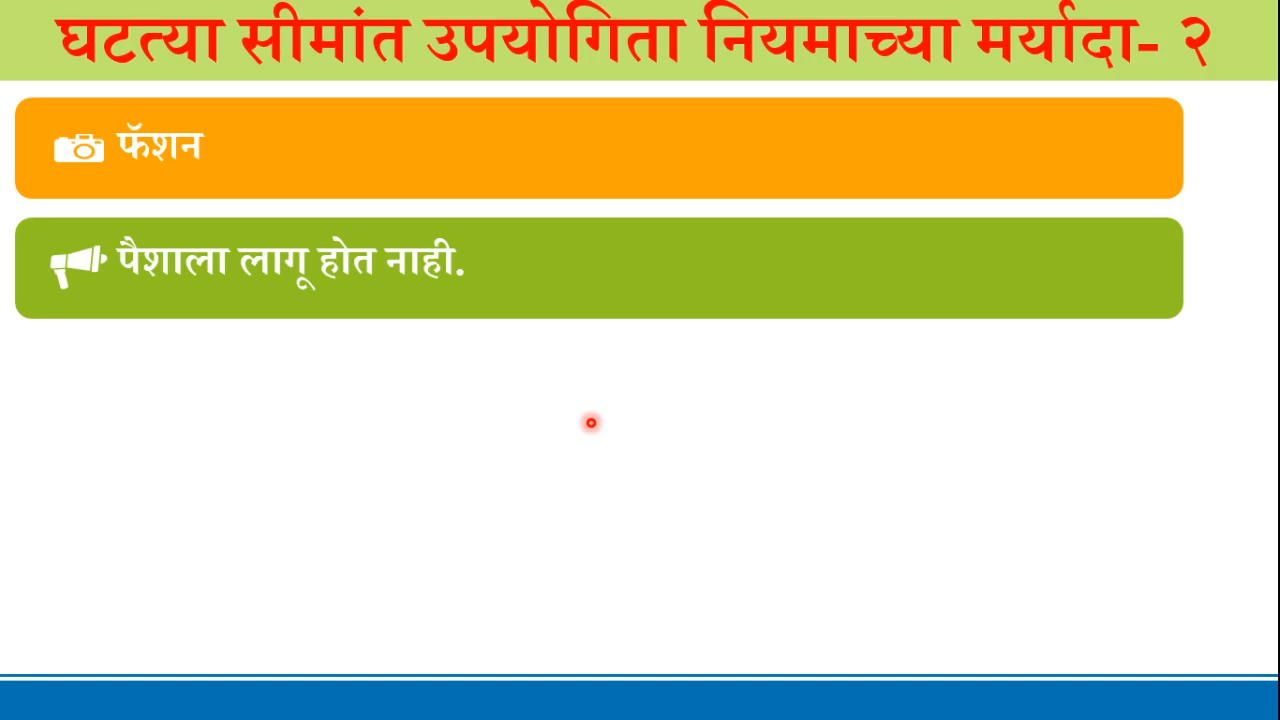 घटत्या सीमांत उपयोगिता नियमाच्या मर्यादा- २
फॅशन
पैशाला लागू होत नाही.